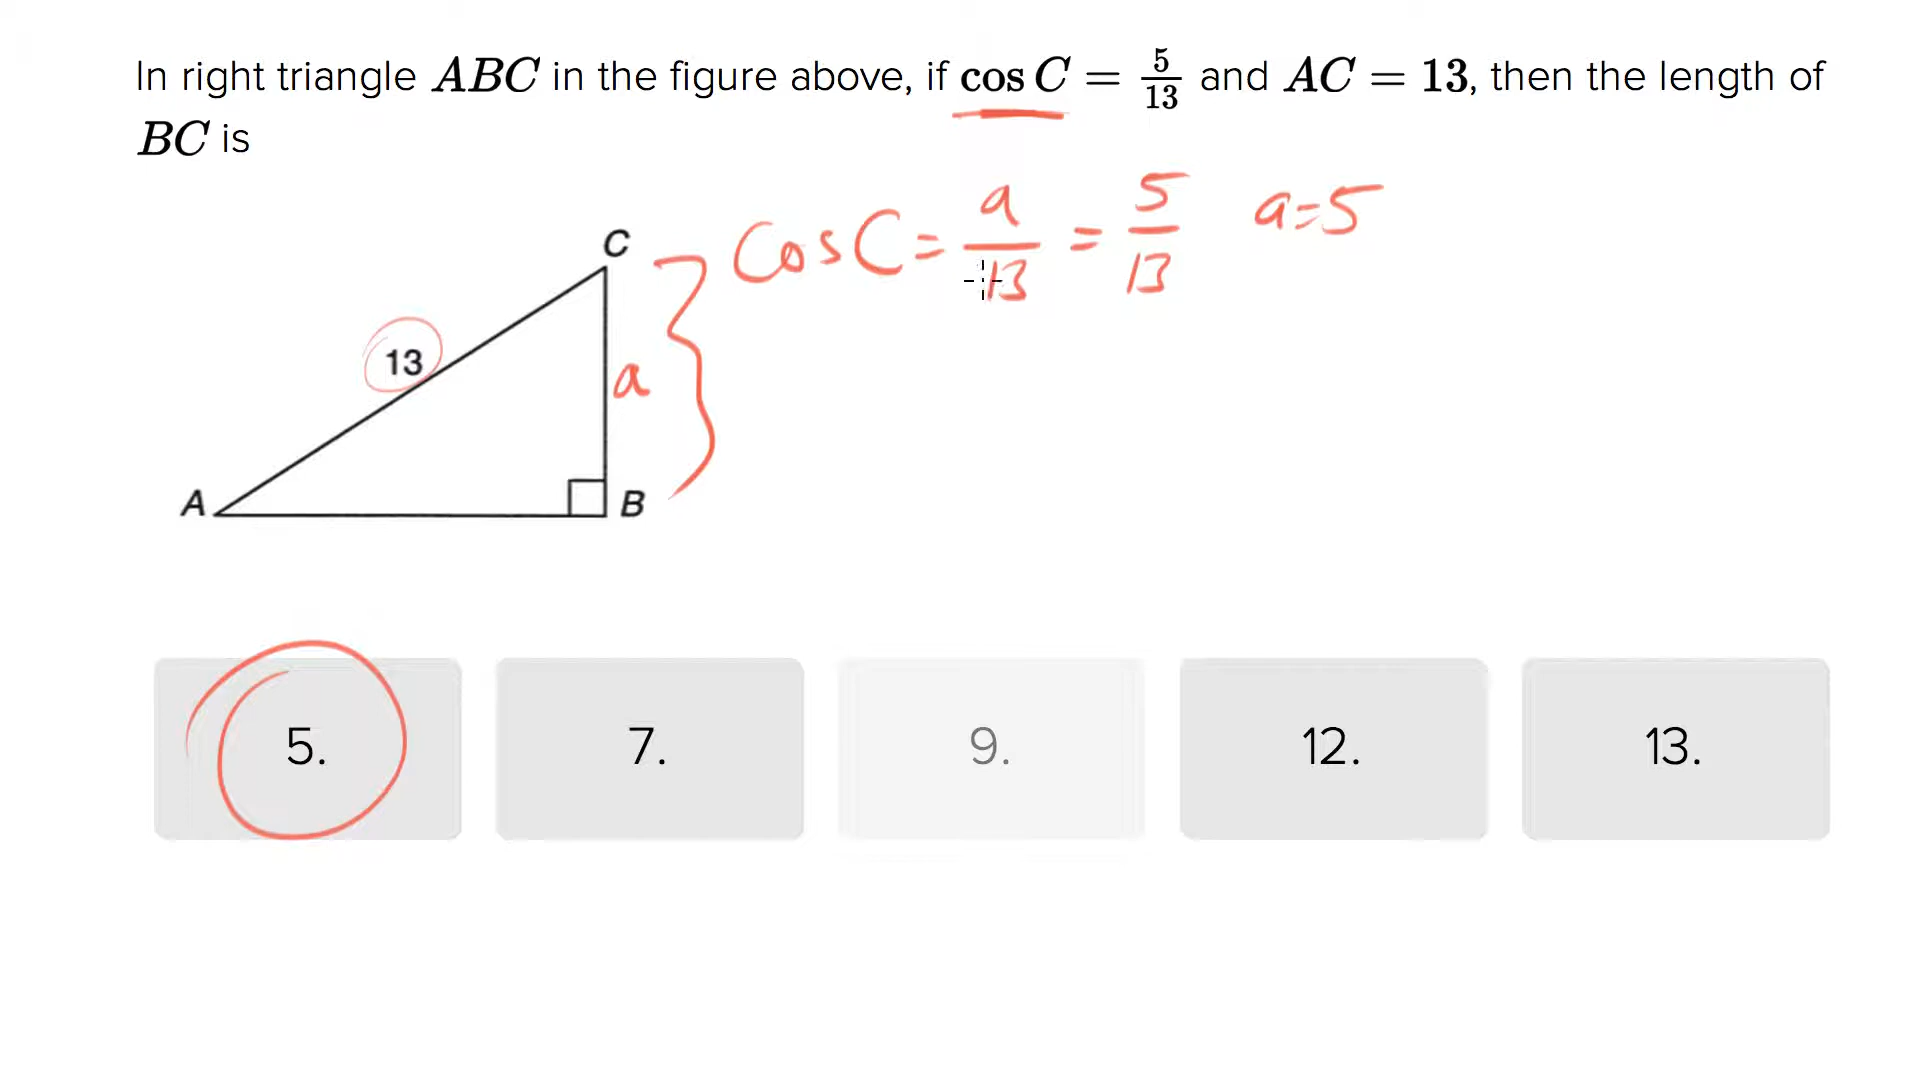 In right triangle ABC in the figure above, if cos C = 5/13 and AC = 13, then the length of
BC is
Cos C = a/13 = 5/13 a=5
C
13
a
A
B
5. 7. 9. 12. 13.